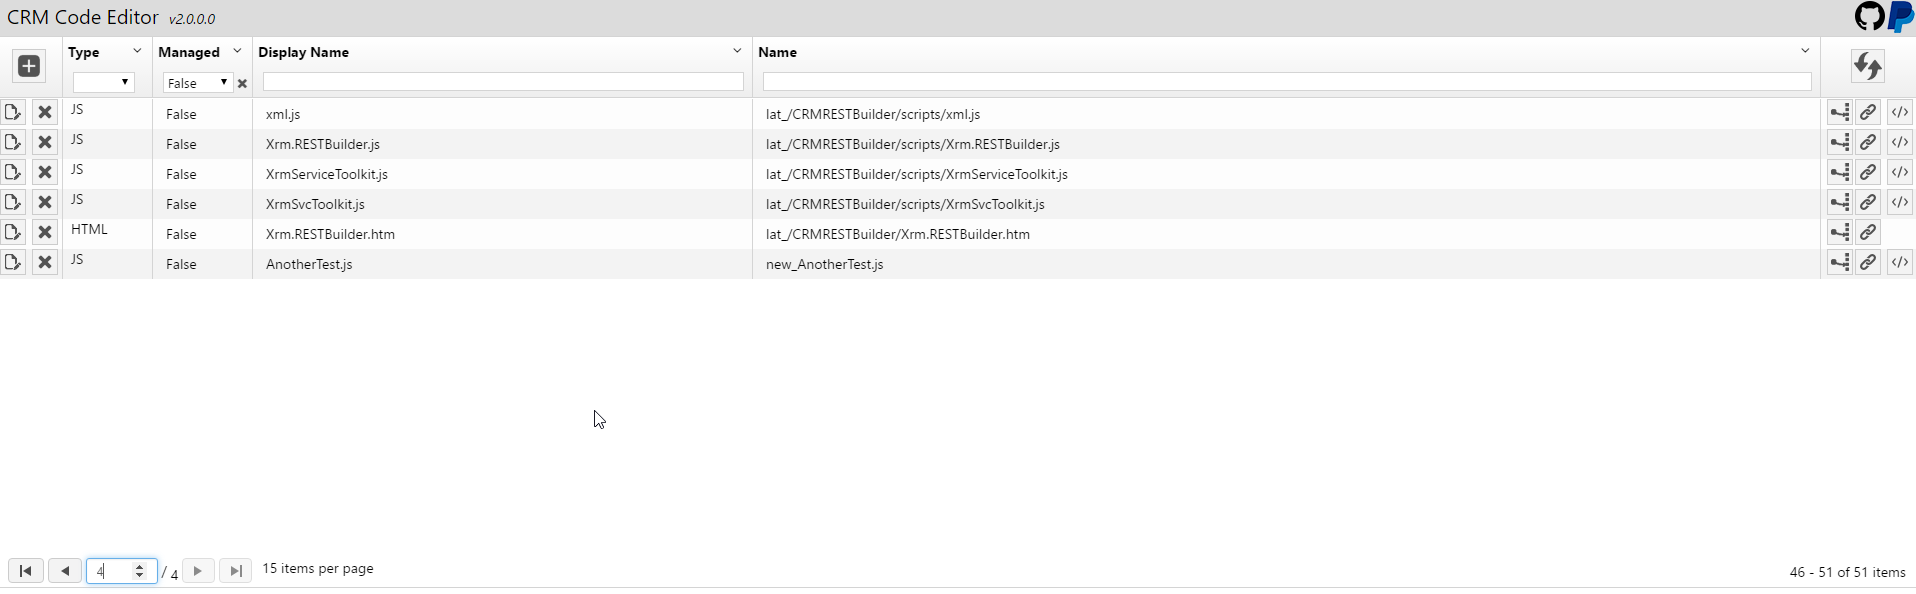 CRM Code Editor v2.0.0.0
Type Managed Display Name Name
False
JS False xml.js lat_/CRMRESTBuilder/scripts/xml.js
JS False Xrm.RESTBuilder.js lat_/CRMRESTBuilder/scripts/Xrm.RESTBuilder.js
JS False XrmServiceToolkit.js lat_/CRMRESTBuilder/scripts/XrmServiceToolkit.js
JS False XrmSvcToolkit.js lat_/CRMRESTBuilder/scripts/XrmSvcToolkit.js
HTML False Xrm.RESTBuilder.htm lat_/CRMRESTBuilder/Xrm.RESTBuilder.htm
JS False AnotherTest.js new_AnotherTest.js
4 / 4 15 items per page 46 - 51 of 51 items